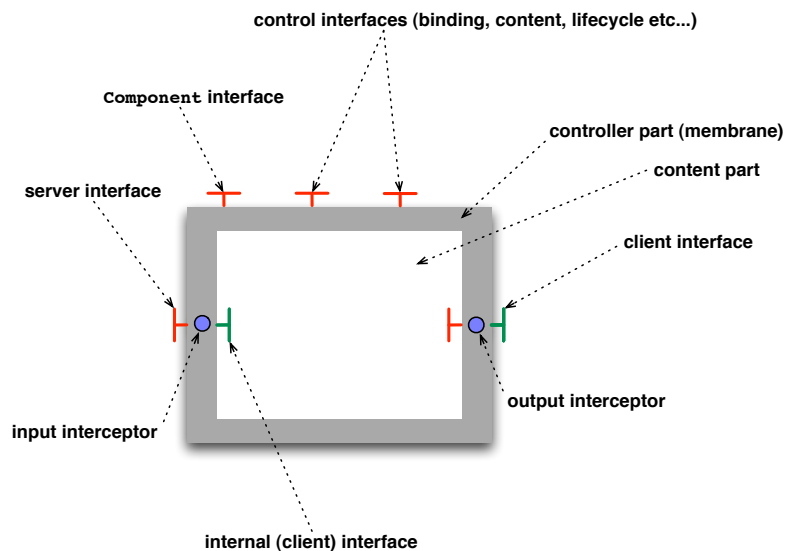 control interfaces (binding, content, lifecycle etc...)
Component interface
controller part (membrane)
content part
server interface
client interface
output interceptor
input interceptor
internal (client) interface